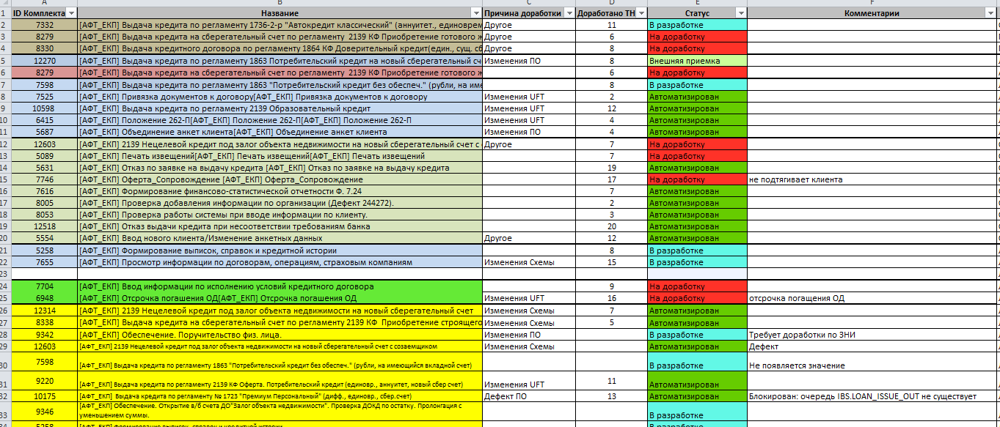 A B C D E F
1 ID Комплекта Название Причина доработки Доработано ТН Статус Комментарии
2 7332 [АФТ_ЕКП] Выдача кредита по регламенту 1736-2-р "Автокредит классический" (аннуитет., единоврем Другое 11 В разработке
3 8279 [АФТ_ЕКП] Выдача кредита на сберегательный счет по регламенту 2139 КФ Приобретение готового ж Другое 6 На доработку
4 8330 [АФТ_ЕКП] Выдача кредитного договора по регламенту 1864 КФ Доверительный кредит(един., сущ. сб Другое 8 На доработку
5 12270 [АФТ_ЕКП] Выдача кредита по регламенту 1863 Потребительский кредит на новый сберегательный сч Изменения ПО 8 Внешняя приемка
6 8279 [АФТ_ЕКП] Выдача кредита на сберегательный счет по регламенту 2139 КФ Приобретение готового ж 6 На доработку
7 7598 [АФТ_ЕКП] Выдача кредита по регламенту 1863 "Потребительский кредит без обеспеч." (рубли, на име 8 В разработке
8 7525 [АФТ_ЕКП] Привязка документов к договору[АФТ_ЕКП] Привязка документов к договору Изменения UFT 2 Автоматизирован
9 10598 [АФТ_ЕКП] Выдача кредита по регламенту 2139 Образовательный кредит Изменения UFT 12 Автоматизирован
10 6415 [АФТ_ЕКП] Положение 262-П[АФТ_ЕКП] Положение 262-П[АФТ_ЕКП] Положение 262-П Изменения UFT 4 Автоматизирован
11 5687 [АФТ_ЕКП] Объединение анкет клиента[АФТ_ЕКП] Объединение анкет клиента Изменения ПО 4 Автоматизирован
12 12603 [АФТ_ЕКП] 2139 Нецелевой кредит под залог объекта недвижимости на новый сберегательный счет с Другое 7 На доработку
13 5089 [АФТ_ЕКП] Печать извещений[АФТ_ЕКП] Печать извещений[АФТ_ЕКП] Печать извещений 7 На доработку
14 5631 [АФТ_ЕКП] Отказ по заявке на выдачу кредита [АФТ_ЕКП] Отказ по заявке на выдачу кредита 19 Автоматизирован
15 7746 [АФТ_ЕКП] Оферта_Сопровождение [АФТ_ЕКП] Оферта_Сопровождение 17 На доработку не подтягивает клиента
16 7616 [АФТ_ЕКП] Формирование финансово-статистической отчетности Ф. 7.24 7 Автоматизирован
17 8005 [АФТ_ЕКП] Проверка добавления информации по организации (Дефект 244272). 2 Автоматизирован
18 8053 [АФТ_ЕКП] Проверка работы системы при вводе информации по клиенту. 3 Автоматизирован
19 12518 [АФТ_ЕКП] Отказ выдачи кредита при несоответствии требованиям банка 20 Автоматизирован
20 5554 [АФТ_ЕКП] Ввод нового клиента/Изменение анкетных данных Другое 12 Автоматизирован
21 5258 [АФТ_ЕКП] Формирование выписок, справок и кредитной истории 8 В разработке
22 7655 [АФТ_ЕКП] Просмотр информации по договорам, операциям, страховым компаниям Изменения Схемы 15 В разработке
23
24 7704 [АФТ_ЕКП] Ввод информации по исполнению условий кредитного договора 9 На доработку
25 6948 [АФТ_ЕКП] Отсрочка погашения ОД[АФТ_ЕКП] Отсрочка погашения ОД Изменения UFT 16 На доработку отсрочка погащения ОД
26 12314 [АФТ_ЕКП] 2139 Нецелевой кредит под залог объекта недвижимости на новый сберегательный счет Изменения Схемы 7 Автоматизирован
27 8338 [АФТ_ЕКП] Выдача кредита на сберегательный счет по регламенту 2139 КФ Приобретение строящего Изменения Схемы 5 Автоматизирован
28 9342 [АФТ_ЕКП] Обеспечение. Поручительство физ. лица. Изменения ПО В разработке Требует доработки по ЗНИ
29 12603 [АФТ_ЕКП] 2139 Нецелевой кредит под залог объекта недвижимости на новый сберегательный счет с созаемщиком Изменения Схемы Автоматизирован Дефект
30 7598 [АФТ_ЕКП] Выдача кредита по регламенту 1863 "Потребительский кредит без обеспеч." (рубли, на имеющийся вкладной счет) В разработке Не появляется значение
31 9220 [АФТ_ЕКП] Выдача кредита по регламенту 2139 КФ Оферта. Потребительский кредит (единовр., аннуитет, новый сбер счет) Изменения UFT 11 Автоматизирован
32 10175 [АФТ_ЕКП] Выдача кредита по регламенту № 1723 "Премиум Персональный" (дифф., единовр., сбер.счет) Дефект ПО 13 Автоматизирован Блокирован: очередь IBS.LOAN_ISSUE_OUT не существует
33 9346 [АФТ_ЕКП] Обеспечение. Открытие в/б счета ДО"Залог объекта недвижимости". Проверка ДОКД по остатку. Пролонгация с
уменьшением суммы. В разработке